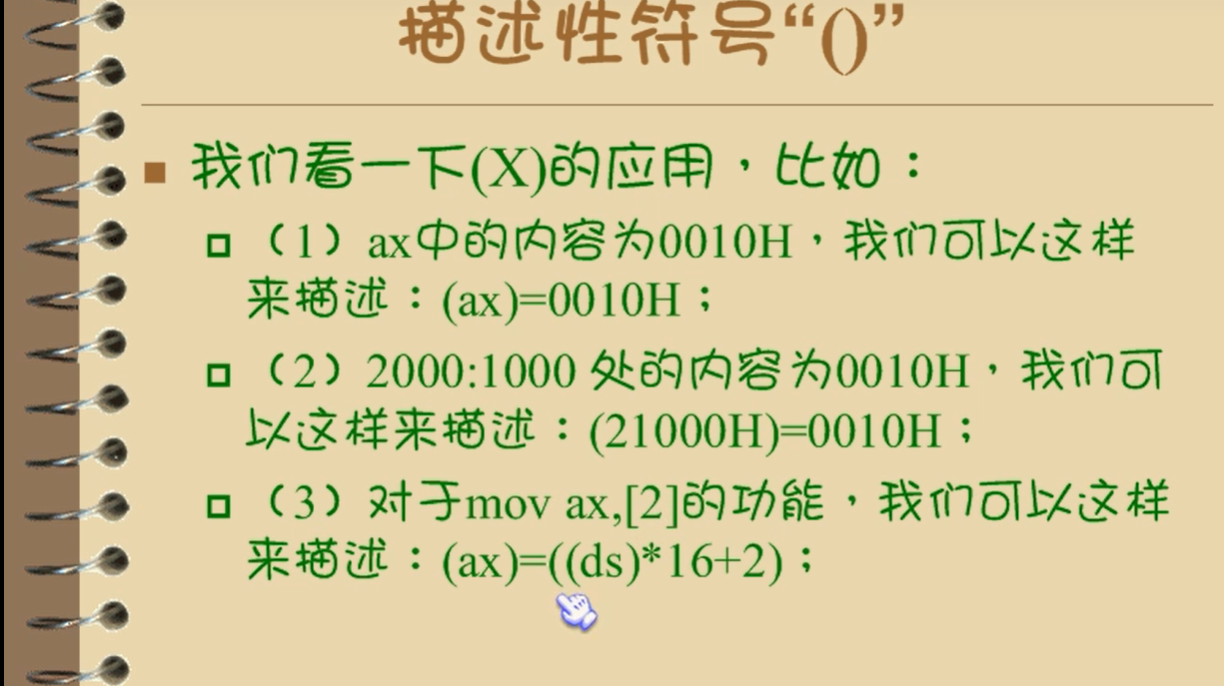 描述性符号“()”
我们看一下(X)的应用，比如：
（1）ax中的内容为0010H，我们可以这样
来描述：(ax)=0010H；
（2）2000:1000 处的内容为0010H，我们可
以这样来描述：(21000H)=0010H；
（3）对于mov ax,[2]的功能，我们可以这样
来描述：(ax)=((ds)*16+2)；